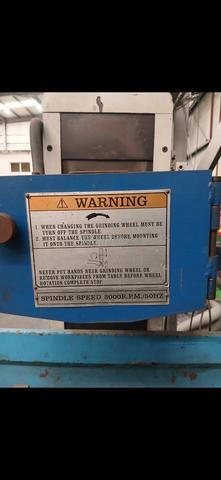 ⚠ WARNING
1. WHEN CHANGING THE GRINDING WHEEL MUST BE
TURN OFF THE SPINDLE.
2. MUST BALANCE THE WHEEL BEFORE MOUNTING
IT ONTO THE SPINDLE.
NEVER PUT HANDS NEAR GRINDING WHEEL OR
REMOVE WORKPIECES FROM TABLE BEFORE WHEEL
ROTATION COMPLETE STOP.
SPINDLE SPEED 3000R.P.M./50HZ